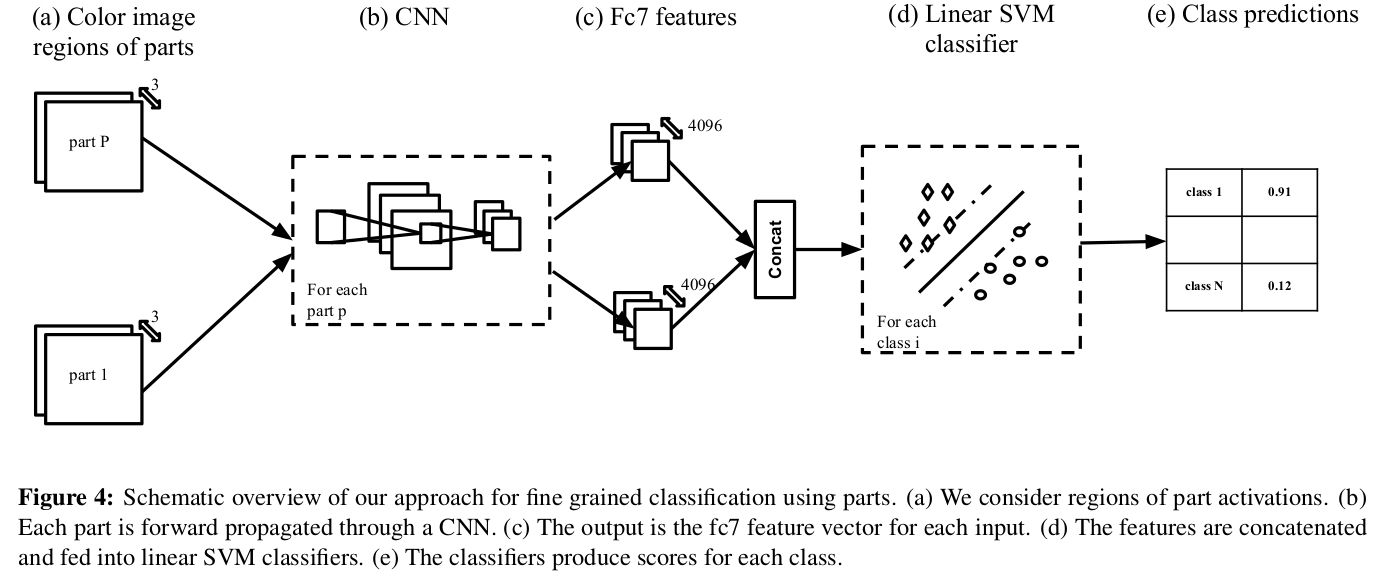 (a) Color image
regions of parts
(b) CNN
(c) Fc7 features
(d) Linear SVM
classifier
(e) Class predictions
3
part P
3
part 1
For each
part p
4096
4096
Concat
For each
class i
class 1 0.91
class N 0.12
Figure 4: Schematic overview of our approach for fine grained classification using parts. (a) We consider regions of part activations. (b)
Each part is forward propagated through a CNN. (c) The output is the fc7 feature vector for each input. (d) The features are concatenated
and fed into linear SVM classifiers. (e) The classifiers produce scores for each class.